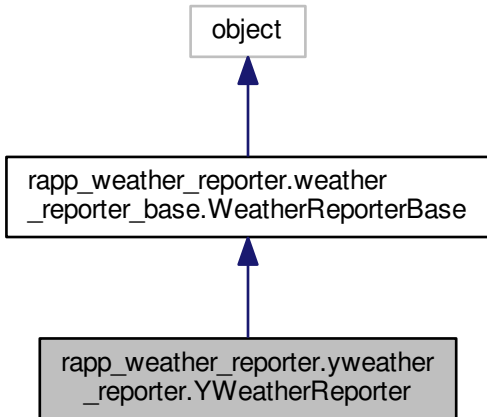 object
rapp_weather_reporter.weather
_reporter_base.WeatherReporterBase
rapp_weather_reporter.yweather
_reporter.YWeatherReporter